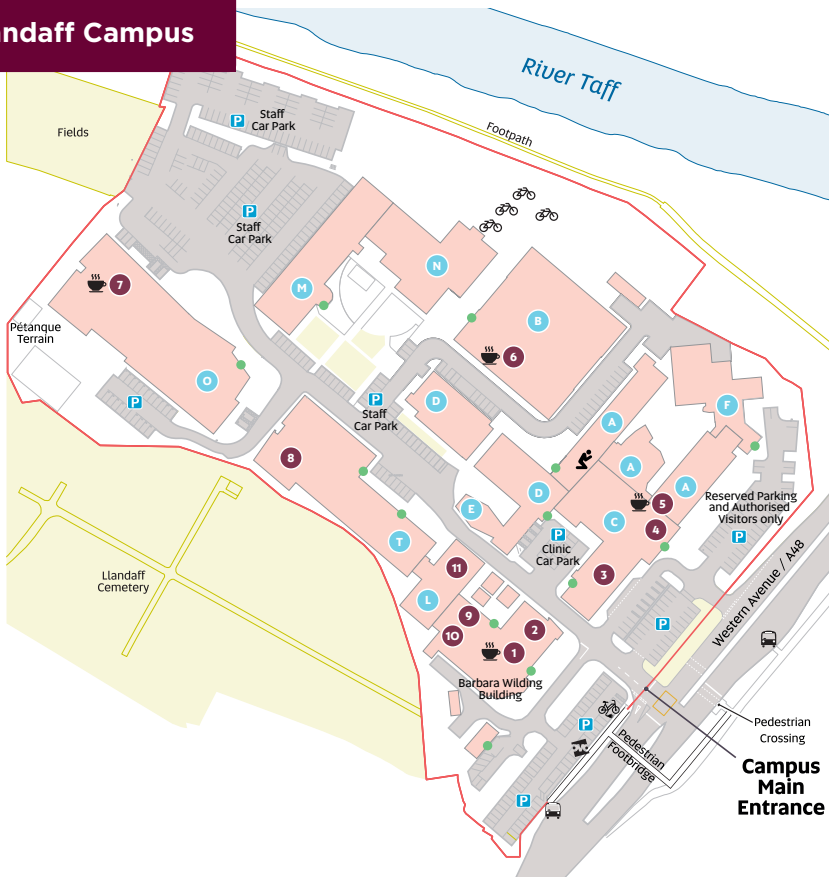 ndaff Campus
River Taff
Footpath
Fields
P
Staff
Car Park
P
Staff
Car Park
N
M
7
B
6
Pétanque
Terrain
O
P
P
Staff
Car Park
D
F
A
8
A
A
5
Reserved Parking
and Authorised
Visitors only
P
D
E
C
4
P
Clinic
Car Park
T
Western Avenue / A48
11
3
Llandaff
Cemetery
L
9
10
2
1
P
Barbara Wilding
Building
P
P
Pedestrian
Footbridge
Pedestrian
Crossing
Campus
Main
Entrance